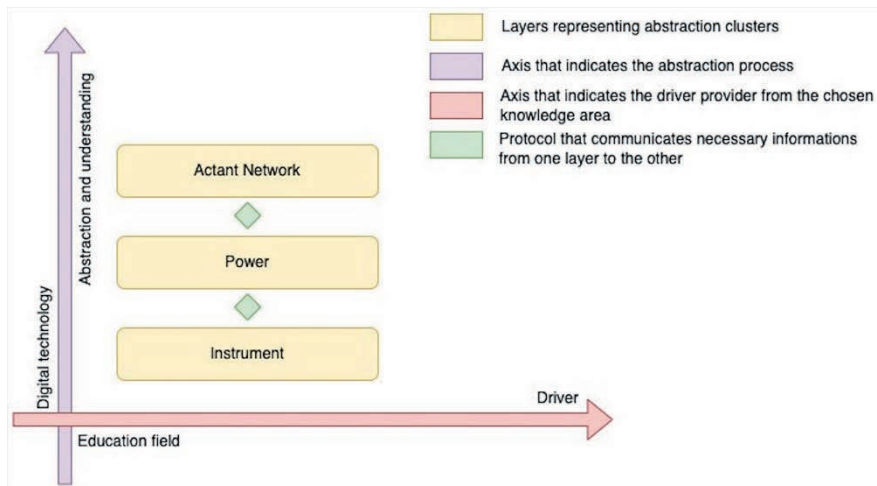 Layers representing abstraction clusters
Axis that indicates the abstraction process
Axis that indicates the driver provider from the chosen
knowledge area
Protocol that communicates necessary informations
from one layer to the other
Digital technology
Abstraction and understanding
Actant Network
Power
Instrument
Driver
Education field